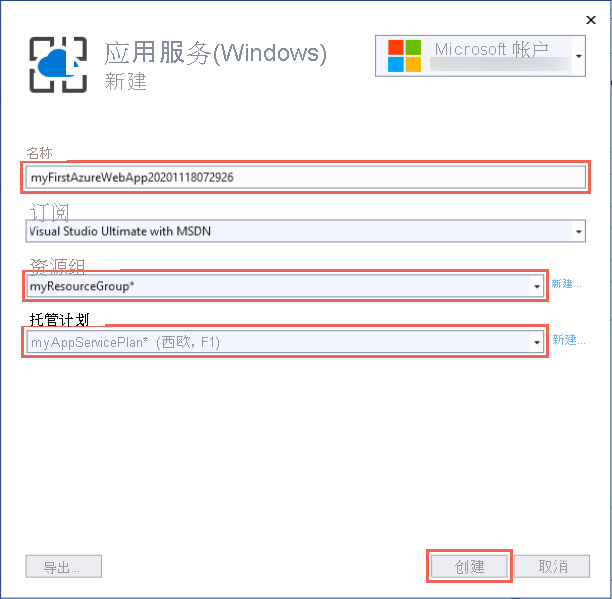 应用服务(Windows)
新建
Microsoft 帐户
名称
myFirstAzureWebApp20201118072926
订阅
Visual Studio Ultimate with MSDN
资源组
myResourceGroup*
新建...
托管计划
myAppServicePlan* (西欧, F1)
新建...
导出...
创建
取消